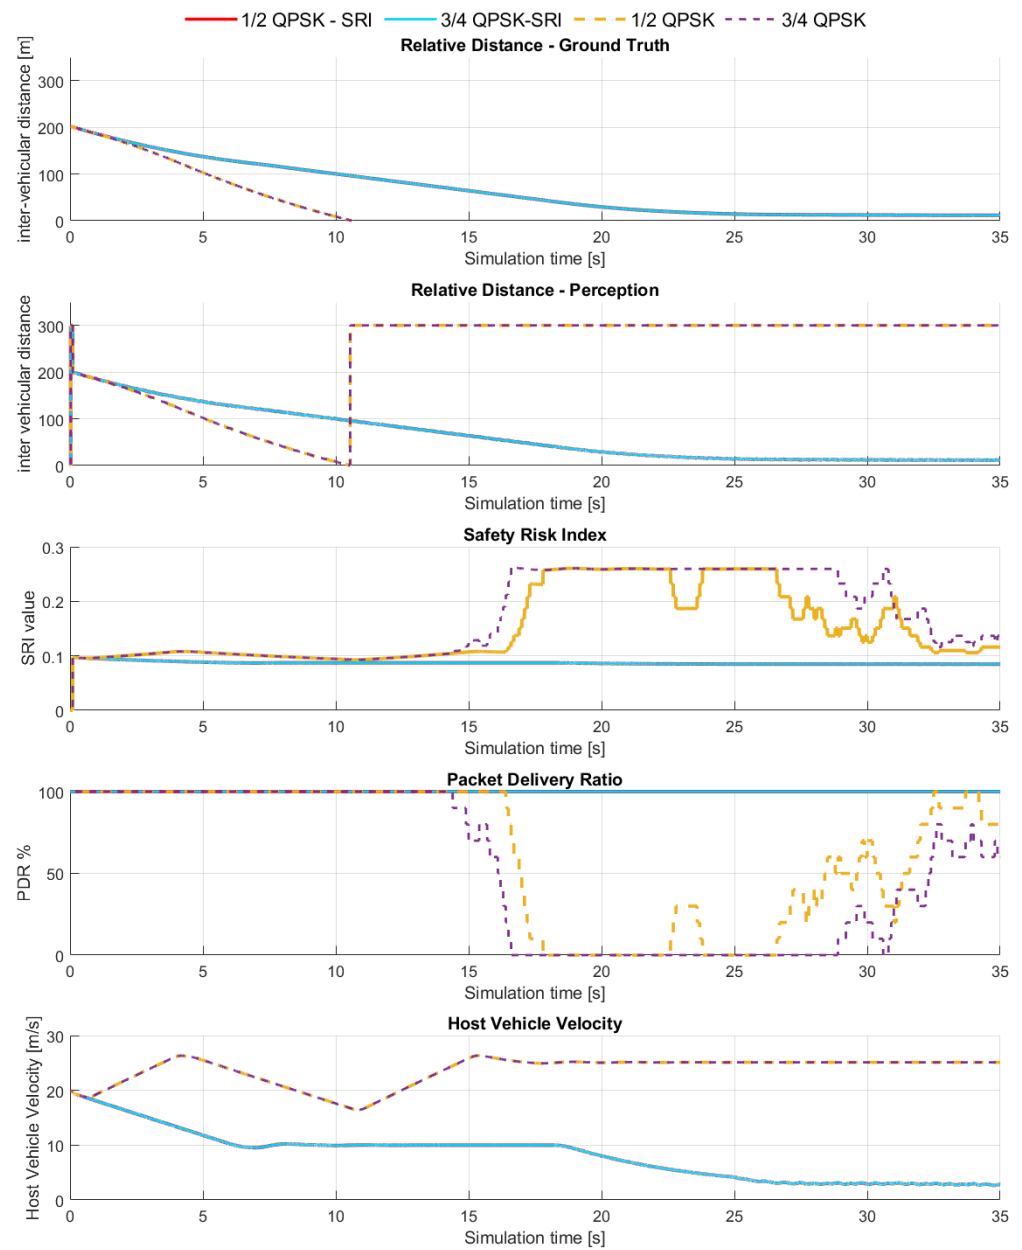 1/2 QPSK - SRI 3/4 QPSK-SRI 1/2 QPSK 3/4 QPSK
Relative Distance - Ground Truth
inter-vehicular distance [m]
300
200
100
0
0 5 10 15 20 25 30 35
Simulation time [s]
Relative Distance - Perception
inter vehicular distance
300
200
100
0
0 5 10 15 20 25 30 35
Simulation time [s]
Safety Risk Index
SRI value
0.3
0.2
0.1
0
0 5 10 15 20 25 30 35
Simulation time [s]
Packet Delivery Ratio
PDR %
100
50
0
0 5 10 15 20 25 30 35
Simulation time [s]
Host Vehicle Velocity
Host Vehicle Velocity [m/s]
30
20
10
0
0 5 10 15 20 25 30 35
Simulation time [s]